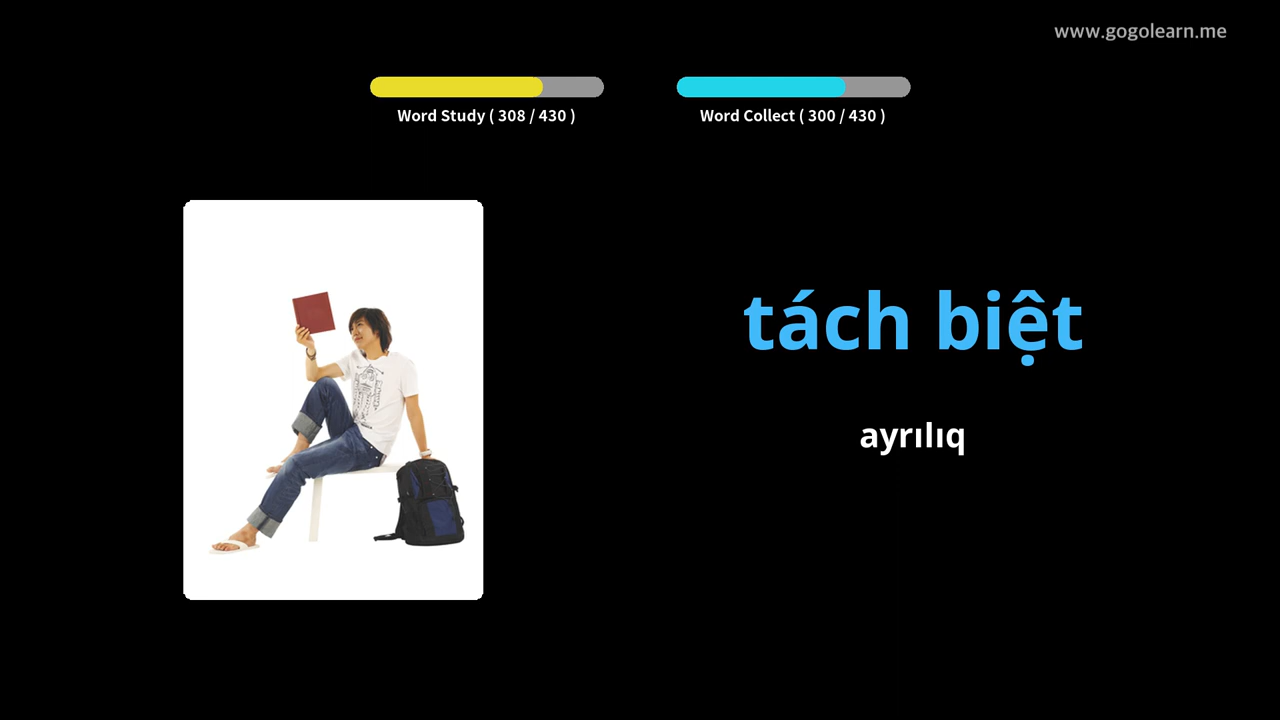 www.gogolearn.me
Word Study ( 308 / 430 )
Word Collect ( 300 / 430 )
tách biệt
ayrılıq